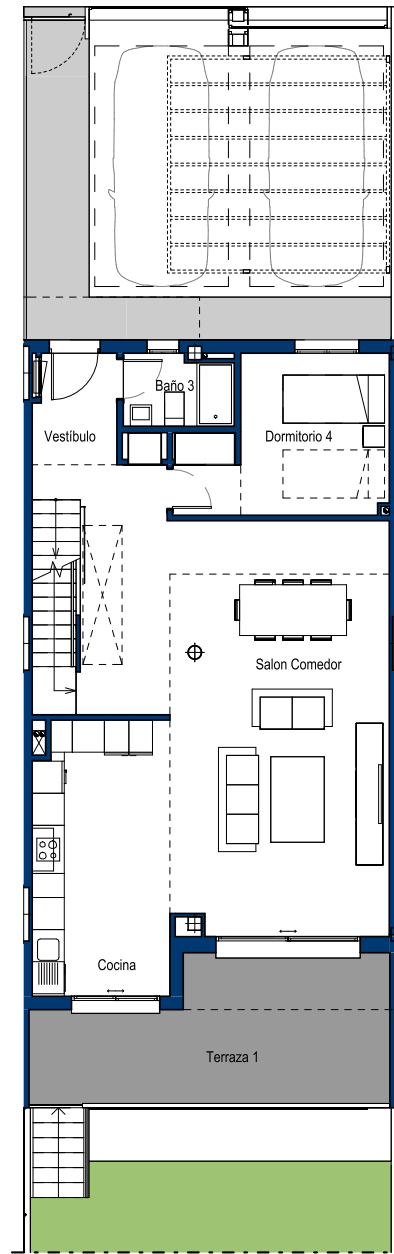 Baño 3
Vestíbulo
Dormitorio 4
Salon Comedor
Cocina
Terraza 1